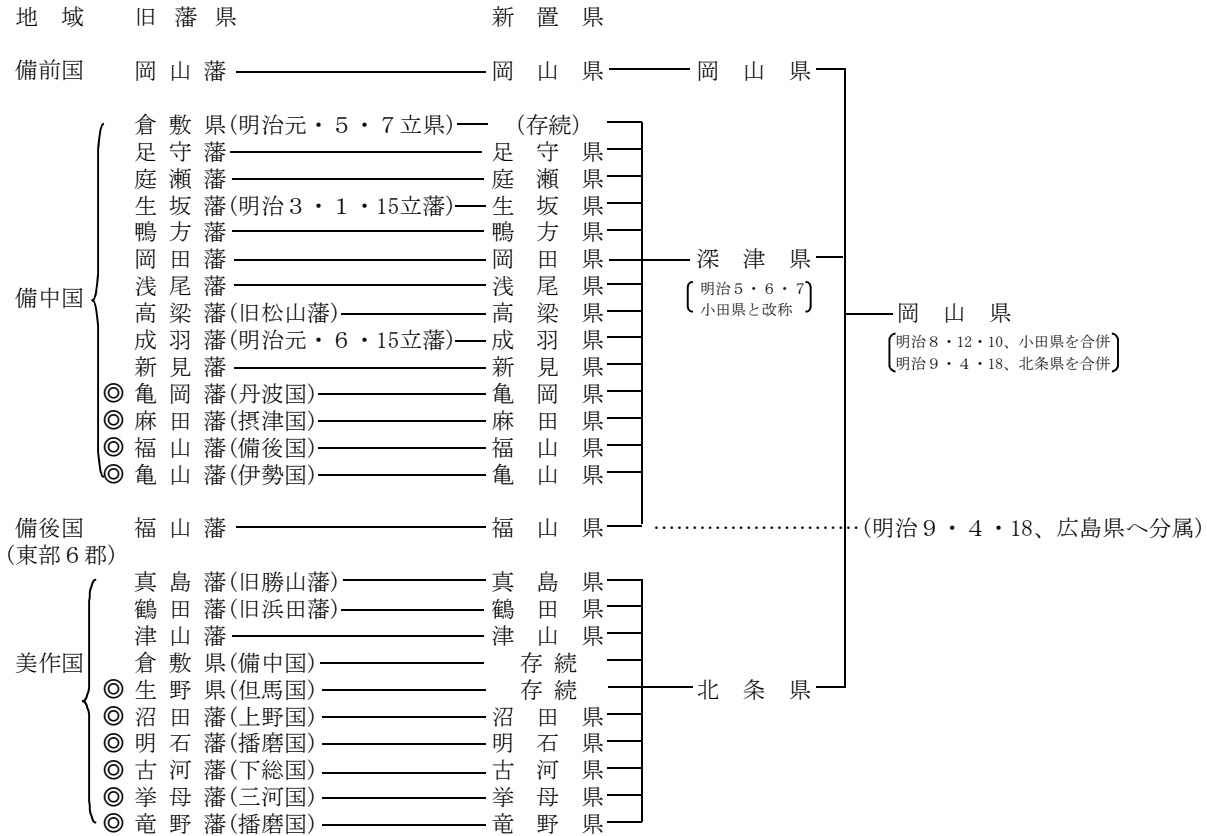 地域 旧藩県 新置県
備前国 岡山藩 岡山県 岡山県
倉敷県(明治元・5・7立県) (存続)
足守藩 足守県
庭瀬藩 庭瀬県
生坂藩(明治3・1・15立藩) 生坂県
鴨方藩 鴨方県
岡田藩 岡田県 深津県
浅尾藩 浅尾県 明治5・6・7
備中国
高梁藩(旧松山藩) 高梁県 小田県と改称
岡山県
成羽藩(明治元・6・15立藩) 成羽県 明治8・12・10、小田県を合併
新見藩 新見県 明治9・4・18、北条県を合併
◎亀岡藩(丹波国) 亀岡県
◎麻田藩(摂津国) 麻田県
◎福山藩(備後国) 福山県
◎亀山藩(伊勢国) 亀山県
備後国 福山藩 福山県 ……………………(明治9・4・18、広島県へ分属)
(東部6郡)
真島藩(旧勝山藩) 真島県
鶴田藩(旧浜田藩) 鶴田県
津山藩 津山県
美作国 倉敷県(備中国) 存続
◎生野県(但馬国) 存続 北条県
◎沼田藩(上野国) 沼田県
◎明石藩(播磨国) 明石県
◎古河藩(下総国) 古河県
◎挙母藩(三河国) 挙母県
◎竜野藩(播磨国) 竜野県